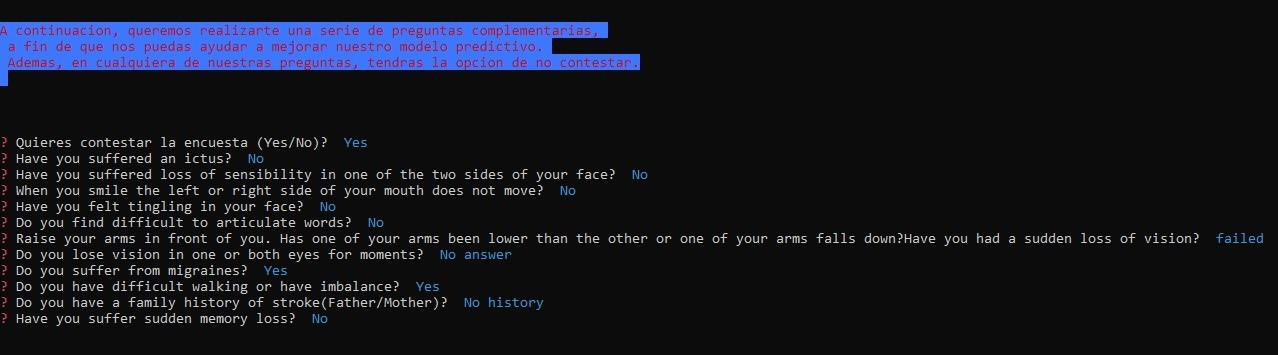 A continuacion, queremos realizarte una serie de preguntas complementarias,
a fin de que nos puedas ayudar a mejorar nuestro modelo predictivo.
Ademas, en cualquiera de nuestras preguntas, tendras la opcion de no contestar.
? Quieres contestar la encuesta (Yes/No)? Yes
? Have you suffered an ictus? No
? Have you suffered loss of sensibility in one of the two sides of your face? No
? When you smile the left or right side of your mouth does not move? No
? Have you felt tingling in your face? No
? Do you find difficult to articulate words? No
? Raise your arms in front of you. Has one of your arms been lower than the other or one of your arms falls down?Have you had a sudden loss of vision? failed
? Do you lose vision in one or both eyes for moments? No answer
? Do you suffer from migraines? Yes
? Do you have difficult walking or have imbalance? Yes
? Do you have a family history of stroke(Father/Mother)? No history
? Have you suffer sudden memory loss? No